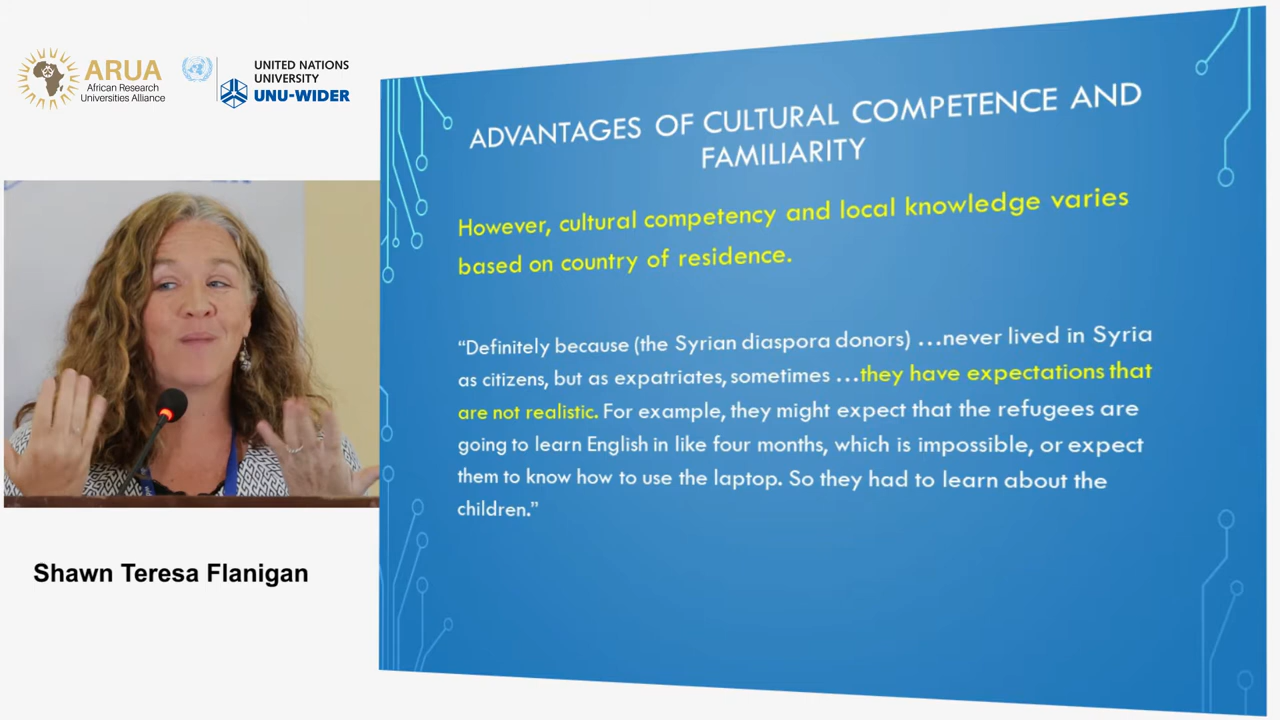 ARUA
African Research
Universities Alliance
UNITED NATIONS
UNIVERSITY
UNU-WIDER
ADVANTAGES OF CULTURAL COMPETENCE AND
FAMILIARITY
However, cultural competency and local knowledge varies
based on country of residence.
“Definitely because (the Syrian diaspora donors) …never lived in Syria
as citizens, but as expatriates, sometimes …they have expectations that
are not realistic. For example, they might expect that the refugees are
going to learn English in like four months, which is impossible, or expect
them to know how to use the laptop. So they had to learn about the
children.”
Shawn Teresa Flanigan